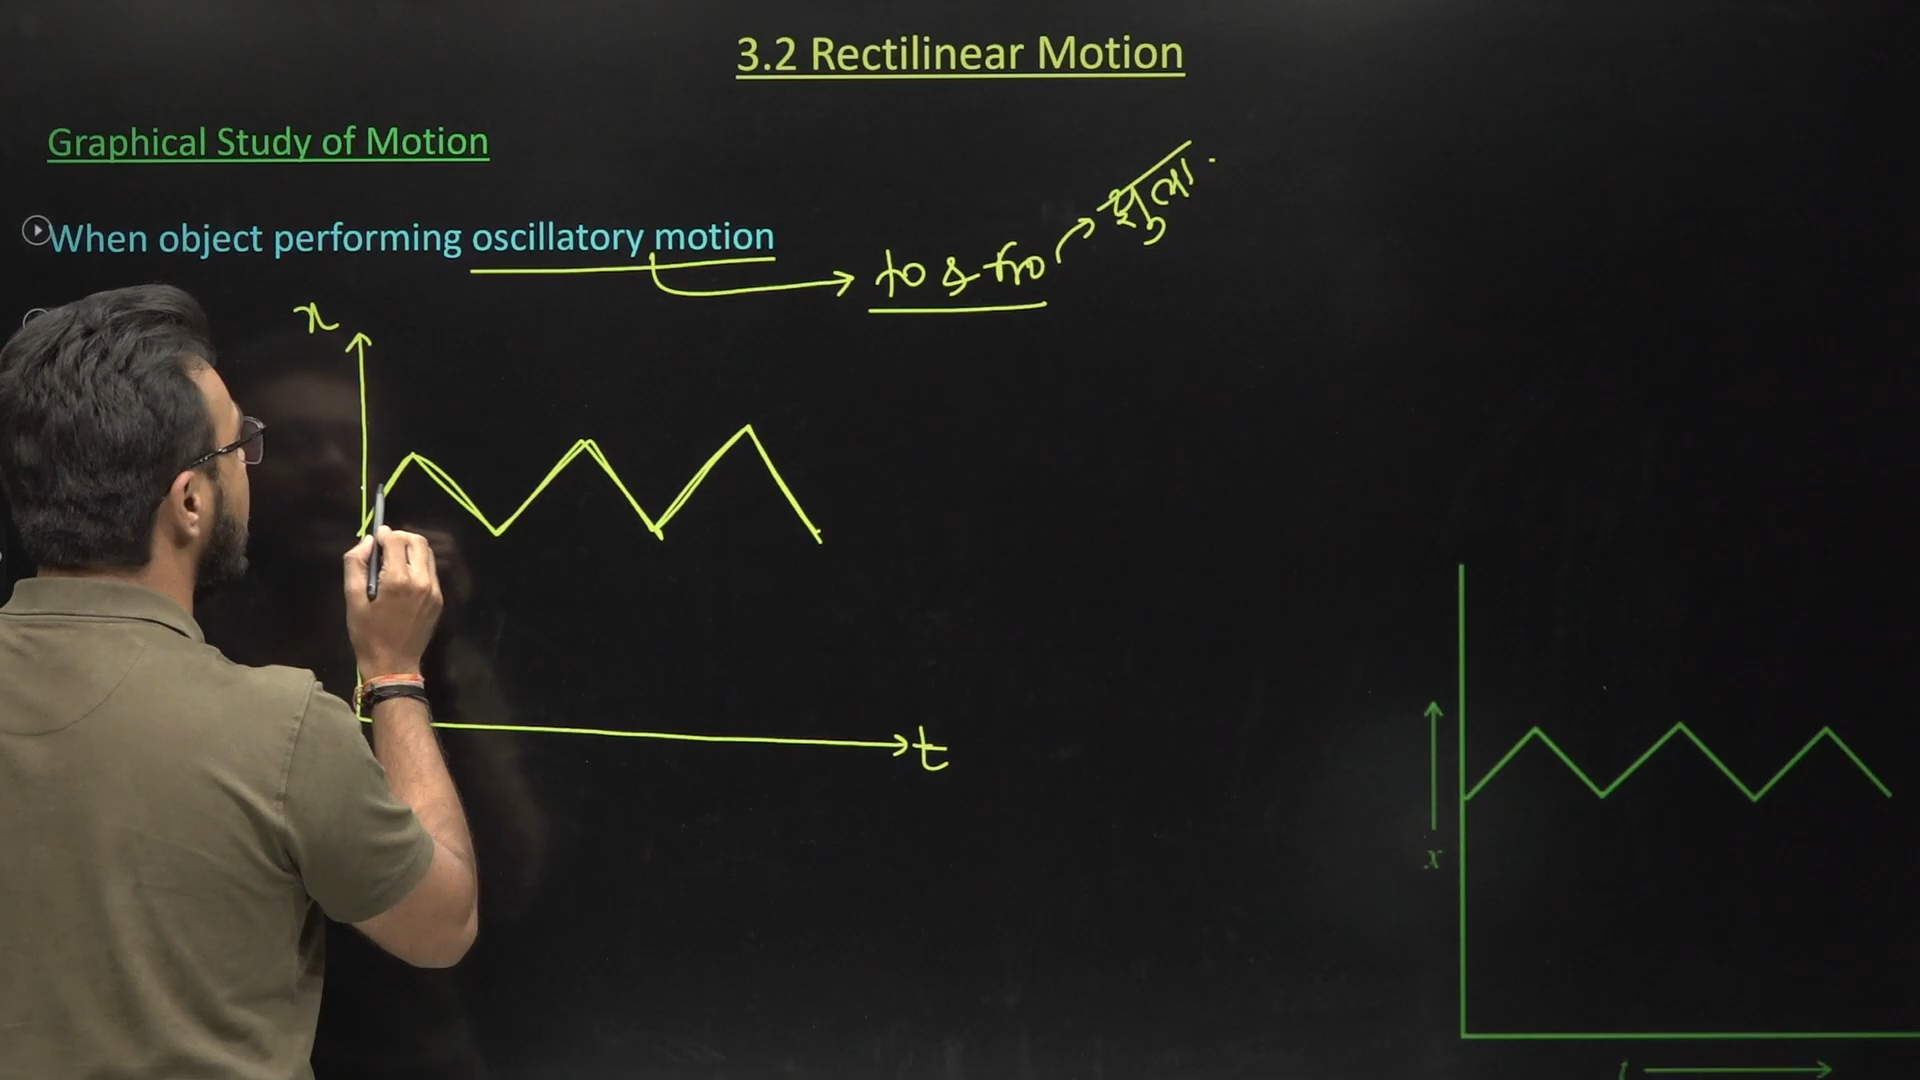 3.2 Rectilinear Motion
Graphical Study of Motion
When object performing oscillatory motion
to & fro
x
t
x
t